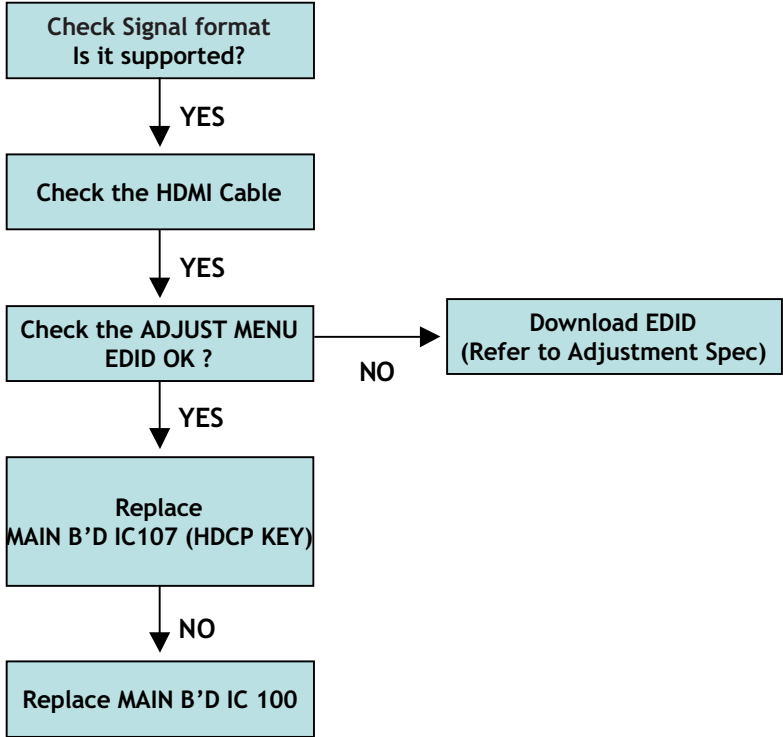 Check Signal format
Is it supported?
YES
Check the HDMI Cable
YES
Check the ADJUST MENU
EDID OK ?
NO
Download EDID
(Refer to Adjustment Spec)
YES
Replace
MAIN B’D IC107 (HDCP KEY)
NO
Replace MAIN B’D IC 100